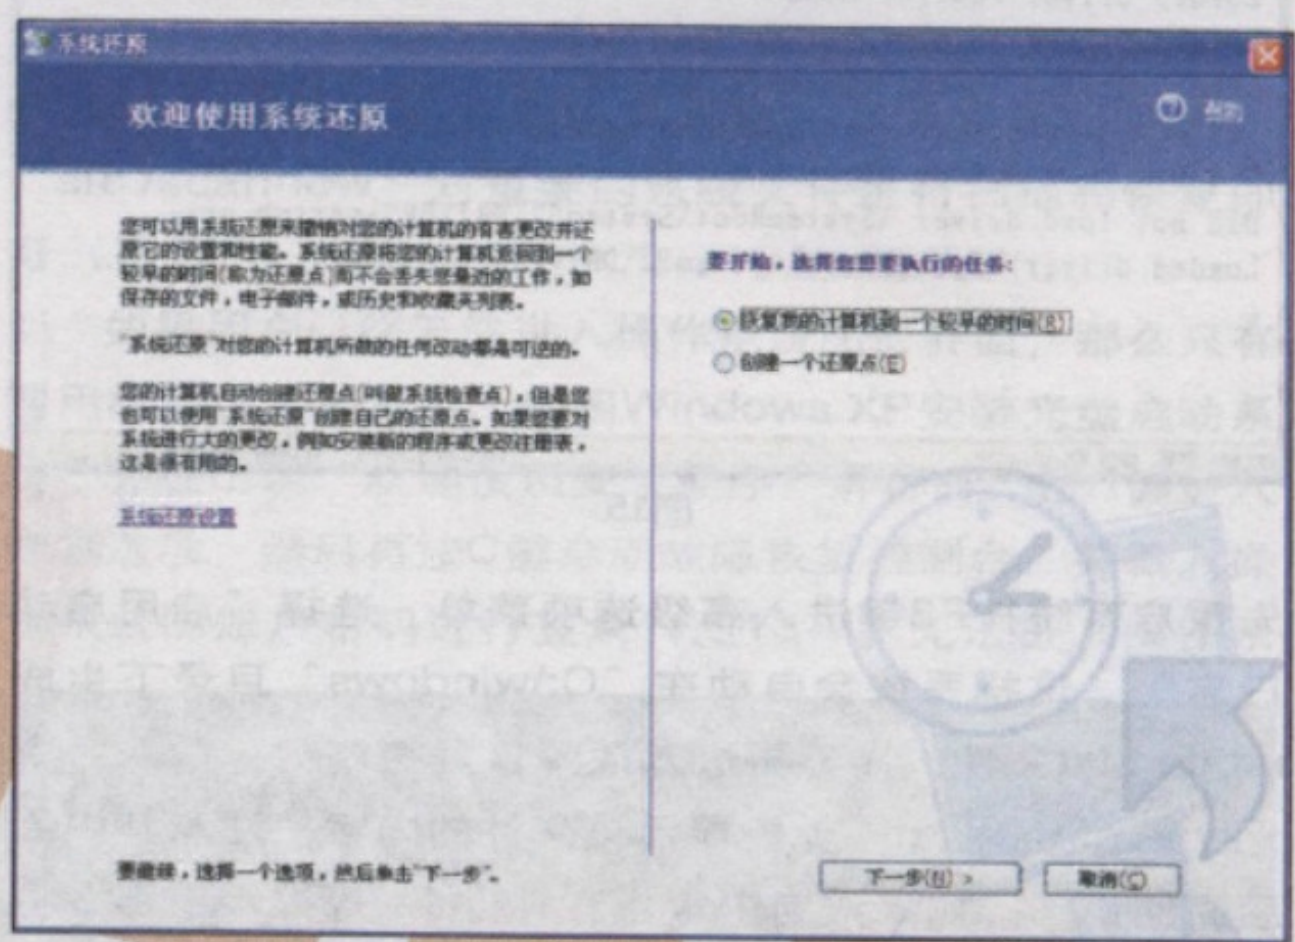 系统还原
欢迎使用系统还原
帮助
您可以用系统还原来撤销对您的计算机的有害更改并还
原它的设置和性能。系统还原将您的计算机返回到一个
较早的时间(称为还原点)而不会丢失您最近的工作，如
保存的文件，电子邮件，或历史和收藏夹列表。
"系统还原"对您的计算机所做的任何改动都是可逆的。
您的计算机自动创建还原点(叫做系统检查点)，但是您
也可以使用"系统还原"创建自己的还原点。如果您要对
系统进行大的更改，例如安装新的程序或更改注册表，
这是很有用的。
系统还原设置
要开始，选择您想要执行的任务:
恢复我的计算机到一个较早的时间(R)
创建一个还原点(E)
要继续，选择一个选项，然后单击"下一步"。
下一步(N) >
取消(C)